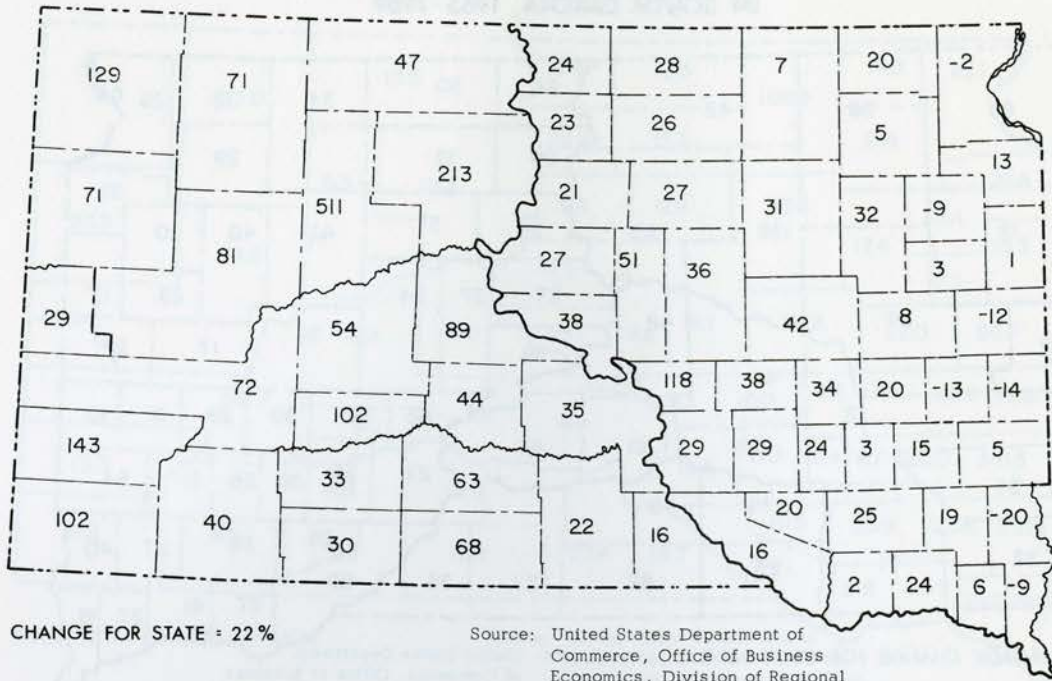 129 71 47 24 28 7 20 -2
23 26 5
71 213 21 27 31 13
511 32 -9
81 27 51 36 3 1
29 54 89 38 42 8 -12
72 44 118 38 34 20 -13 -14
102 35
143 33 63 29 29 24 3 15 5
102 40 30 68 22 16 20 25 19 -20
16 2 24 6 -9
CHANGE FOR STATE = 22%
Source: United States Department of
Commerce, Office of Business
Economics, Division of Regional